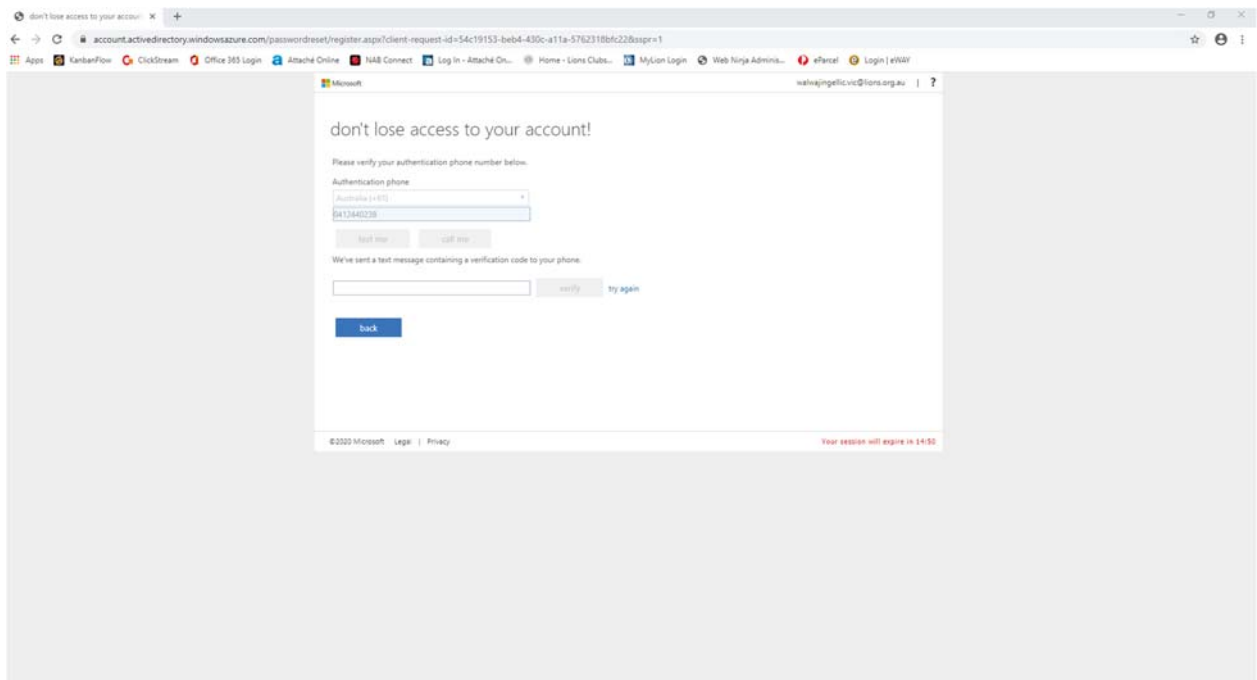 don't lose access to your accoun
account.activedirectory.windowsazure.com/passwordreset/register.aspx?client-request-id=54c19153-beb4-430c-a11a-5762318bfc22&sspr=1
Apps KanbanFlow ClickStream Office 365 Login Attaché Online NAB Connect Log In - Attaché On... Home - Lions Clubs... MyLion Login Web Ninja Adminis... eParcel Login | eWAY
Microsoft walwajingellic.vic@lions.org.au | ?
don't lose access to your account!
Please verify your authentication phone number below.
Authentication phone
Australia (+61)
0413440238
text me call me
We've sent a text message containing a verification code to your phone.
verify try again
back
©2020 Microsoft Legal | Privacy Your session will expire in 14:50